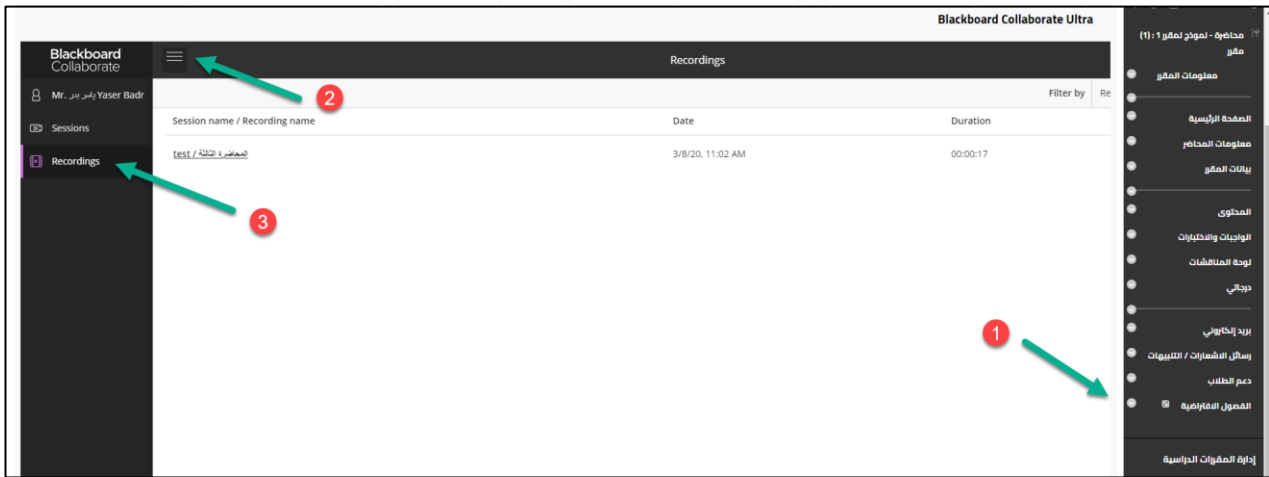 Blackboard Collaborate Ultra
Blackboard
Collaborate
Recordings
Mr. ياسر بدر Yaser Badr
Sessions
Recordings
Filter by Re
Session name / Recording name Date Duration
المحاضرة الثالثة / test 3/8/20, 11:02 AM 00:00:17
1
2
3
محاضرة - نموذج لمقرر 1 : (1)
مقرر
معلومات المقرر
الصفحة الرئيسية
معلومات المحاضر
بيانات المقرر
المحتوى
الواجبات والاختبارات
لوحة المناقشات
درجاتي
بريد إلكتروني
رسائل الاشعارات / التنبيهات
دعم الطلاب
الفصول الافتراضية
إدارة المقررات الدراسية